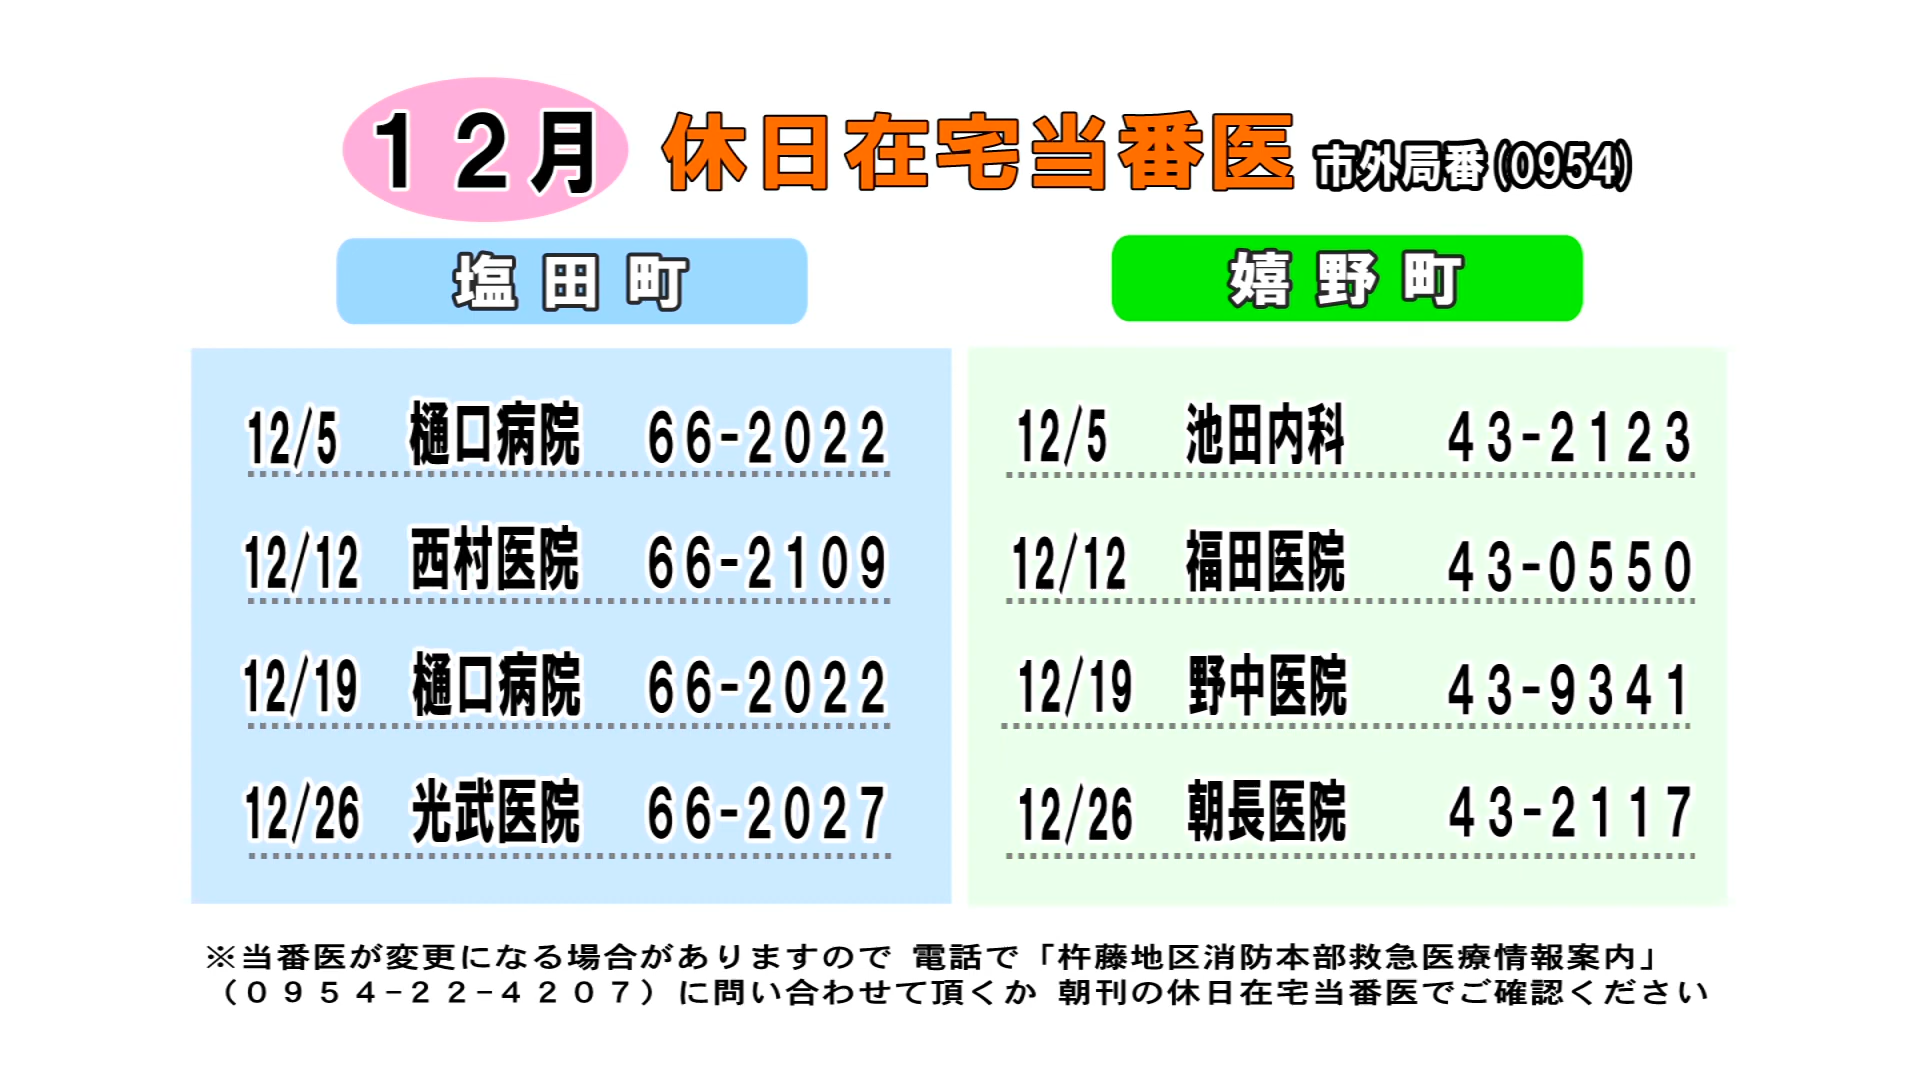 １２月 休日在宅当番医 市外局番(0954)
塩田町
12/5 樋口病院 66-2022
12/12 西村医院 66-2109
12/19 樋口病院 66-2022
12/26 光武医院 66-2027
嬉野町
12/5 池田内科 43-2123
12/12 福田医院 43-0550
12/19 野中医院 43-9341
12/26 朝長医院 43-2117
※当番医が変更になる場合がありますので 電話で「杵藤地区消防本部救急医療情報案内」
（０９５４-２２-４２０７）に問い合わせて頂くか 朝刊の休日在宅当番医でご確認ください